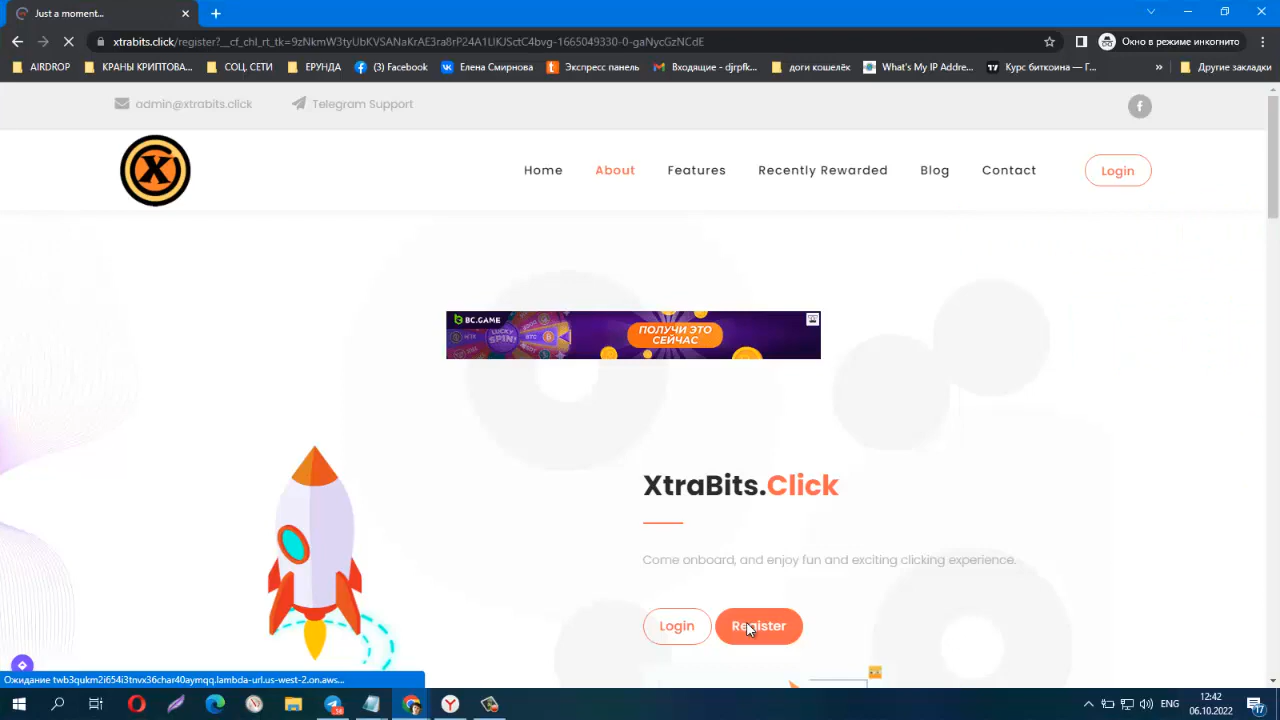 Just a moment...
xtrabits.click/register?__cf_chl_rt_tk=9zNkmW3tyUbKVSANaKrAE3ra8rP24A1UKJSctC4bvg-1665049330-0-gaNycGzNCdE
Окно в режиме инкогнито
AIRDROP
КРАНЫ КРИПТОВА...
СОЦ.СЕТИ
ЕРУНДА
(3) Facebook
Елена Смирнова
Экспресс панель
Входящие - djrpfk...
доги кошелёк
What's My IP Addre...
Курс биткоина — Г...
»
Другие закладки
admin@xtrabits.click
Telegram Support
Home
About
Features
Recently Rewarded
Blog
Contact
Login
BC.GAME
LUCKY SPIN!
ПОЛУЧИ ЭТО
СЕЙЧАС
XtraBits.Click
Come onboard, and enjoy fun and exciting clicking experience.
Login
Register
Ожидание twb3qukm2i654i3tnvx36char40aymqq.lambda-url.us-west-2.on.aws...
ENG
12:42
06.10.2022